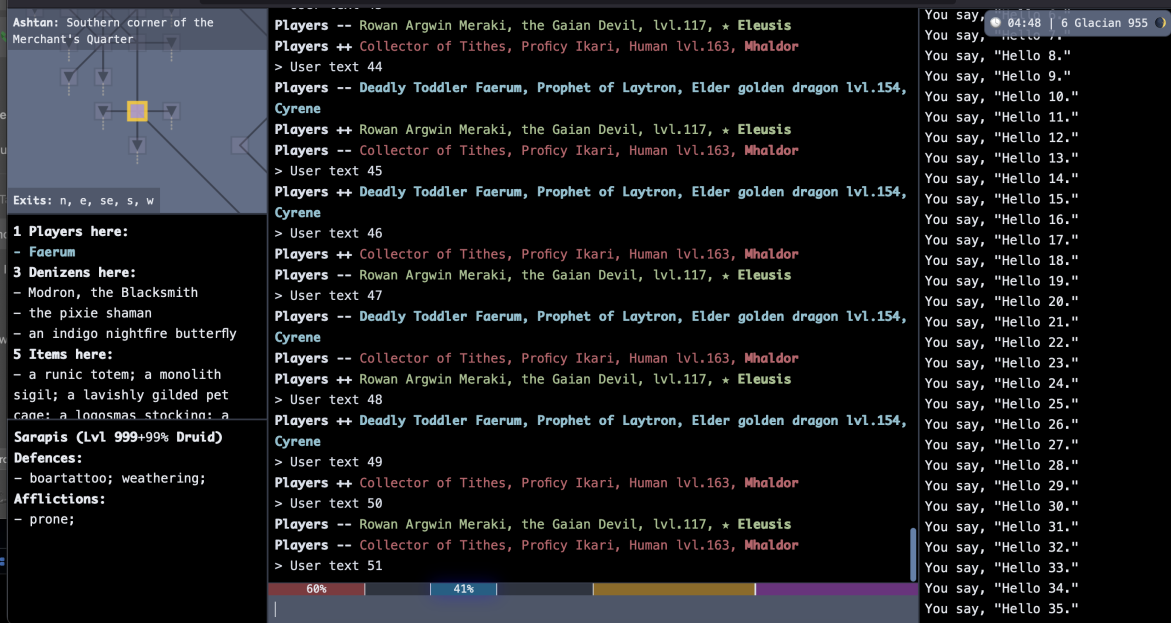 Ashtan: Southern corner of the
Merchant's Quarter
Exits: n, e, se, s, w
1 Players here:
- Faerum
3 Denizens here:
- Modron, the Blacksmith
- the pixie shaman
- an indigo nightfire butterfly
5 Items here:
- a runic totem; a monolith
sigil; a lavishly gilded pet
cage; a logosmas stocking; a
Sarapis (Lvl 999+99% Druid)
Defences:
- boartattoo; weathering;
Afflictions:
- prone;
Players -- Rowan Argwin Meraki, the Gaian Devil, lvl.117, ★ Eleusis
Players ++ Collector of Tithes, Proficy Ikari, Human lvl.163, Mhaldor
> User text 44
Players -- Deadly Toddler Faerum, Prophet of Laytron, Elder golden dragon lvl.154,
Cyrene
Players ++ Rowan Argwin Meraki, the Gaian Devil, lvl.117, ★ Eleusis
Players -- Collector of Tithes, Proficy Ikari, Human lvl.163, Mhaldor
> User text 45
Players ++ Deadly Toddler Faerum, Prophet of Laytron, Elder golden dragon lvl.154,
Cyrene
> User text 46
Players ++ Collector of Tithes, Proficy Ikari, Human lvl.163, Mhaldor
Players -- Rowan Argwin Meraki, the Gaian Devil, lvl.117, ★ Eleusis
> User text 47
Players -- Deadly Toddler Faerum, Prophet of Laytron, Elder golden dragon lvl.154,
Cyrene
Players -- Collector of Tithes, Proficy Ikari, Human lvl.163, Mhaldor
Players ++ Rowan Argwin Meraki, the Gaian Devil, lvl.117, ★ Eleusis
> User text 48
Players ++ Deadly Toddler Faerum, Prophet of Laytron, Elder golden dragon lvl.154,
Cyrene
> User text 49
Players ++ Collector of Tithes, Proficy Ikari, Human lvl.163, Mhaldor
> User text 50
Players -- Rowan Argwin Meraki, the Gaian Devil, lvl.117, ★ Eleusis
Players -- Collector of Tithes, Proficy Ikari, Human lvl.163, Mhaldor
> User text 51
60% 41%
04:48 | 6 Glacian 955
You say,
You say, 7."
You say, "Hello 8."
You say, "Hello 9."
You say, "Hello 10."
You say, "Hello 11."
You say, "Hello 12."
You say, "Hello 13."
You say, "Hello 14."
You say, "Hello 15."
You say, "Hello 16."
You say, "Hello 17."
You say, "Hello 18."
You say, "Hello 19."
You say, "Hello 20."
You say, "Hello 21."
You say, "Hello 22."
You say, "Hello 23."
You say, "Hello 24."
You say, "Hello 25."
You say, "Hello 26."
You say, "Hello 27."
You say, "Hello 28."
You say, "Hello 29."
You say, "Hello 30."
You say, "Hello 31."
You say, "Hello 32."
You say, "Hello 33."
You say, "Hello 34."
You say, "Hello 35."